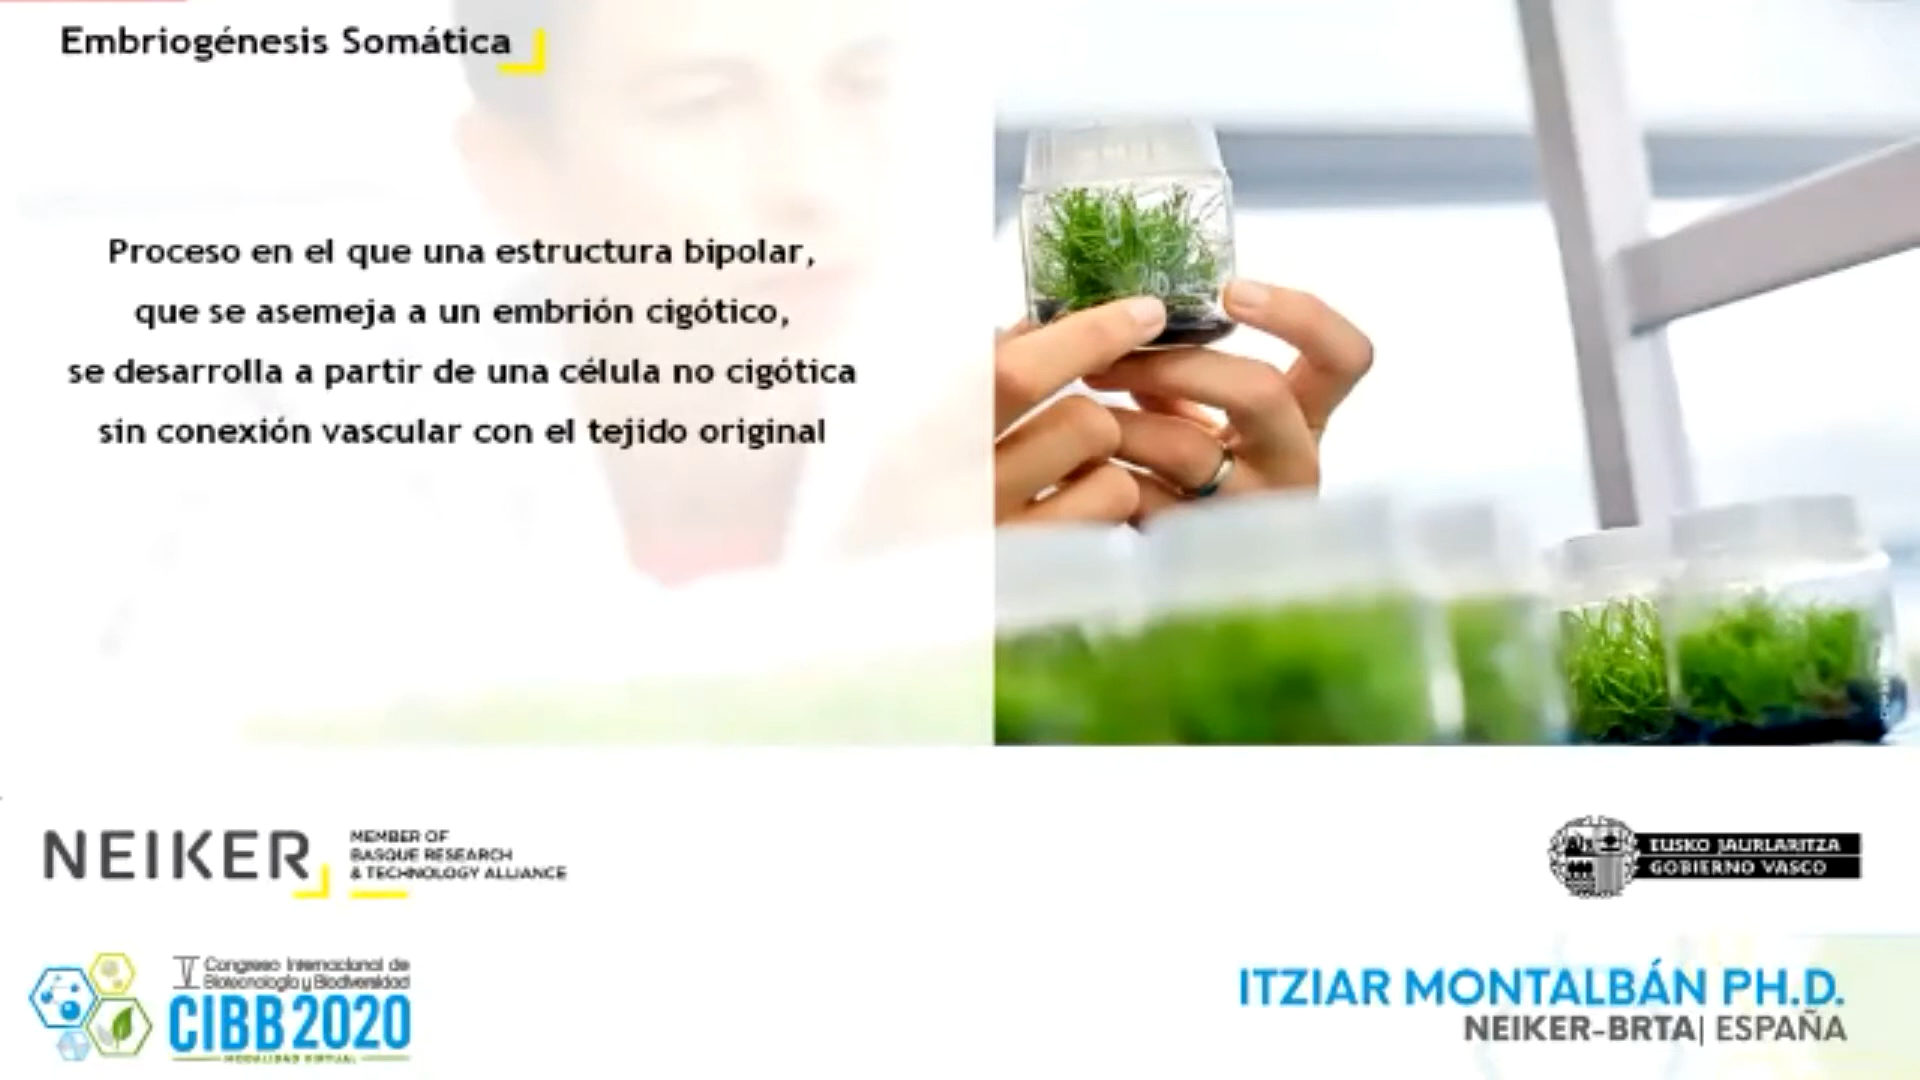 Embriogénesis Somática
Proceso en el que una estructura bipolar,
que se asemeja a un embrión cigótico,
se desarrolla a partir de una célula no cigótica
sin conexión vascular con el tejido original
NEIKER
MEMBER OF
BASQUE RESEARCH
& TECHNOLOGY ALLIANCE
EUSKO JAURLARITZA
GOBIERNO VASCO
V Congreso Internacional de
Biotecnología y Biodiversidad
CIBB2020
MODALIDAD VIRTUAL
ITZIAR MONTALBÁN PH.D.
NEIKER-BRTA| ESPAÑA